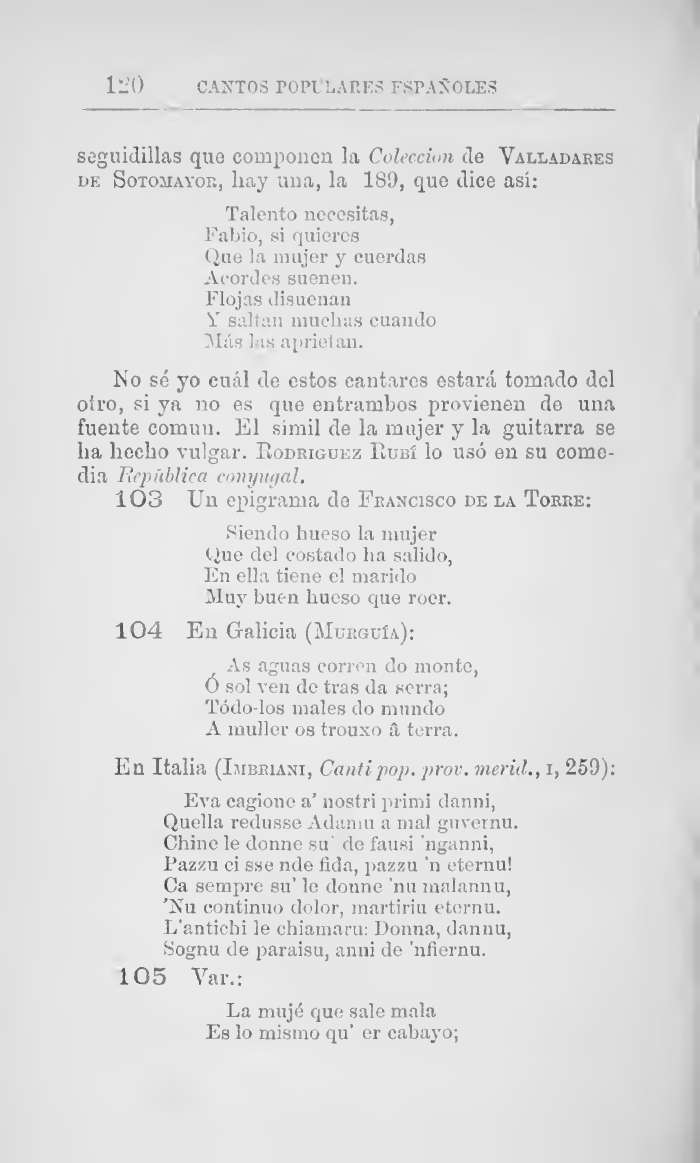 120 CANTOS POPULARES ESPAÑOLES
seguidillas que componen la Coleccion de VALLADARES
DE SOTOMAYOR, hay una, la 189, que dice así:
Talento necesitas,
Fabio, si quieres
Que la mujer y cuerdas
Acordes suenen.
Flojas disuenan
Y saltan muchas cuando
Más las aprietan.
No sé yo cuál de estos cantares estará tomado del
otro, si ya no es que entrambos provienen de una
fuente comun. El símil de la mujer y la guitarra se
ha hecho vulgar. RODRIGUEZ RUBÍ lo usó en su come-
dia República conyugal.
103 Un epigrama de FRANCISCO DE LA TORRE:
Siendo hueso la mujer
Que del costado ha salido,
En ella tiene el marido
Muy buen hueso que roer.
104 En Galicia (MURGUÍA):
As aguas corren do monte,
Ó sol ven de tras da serra;
Tódo-los males do mundo
A muller os trouxo â terra.
En Italia (IMBRIANI, Canti pop. prov. merid., I, 259):
Eva cagione a' nostri primi danni,
Quella redusse Adamu a mal guvernu.
Chine le donne su' de fausi 'nganni,
Pazzu ci sse nde fida, pazzu 'n eternu!
Ca sempre su' le donne 'nu malannu,
'Nu continuo dolor, martiriu eternu.
L'antichi le chiamaru: Donna, dannu,
Sognu de paraisu, anni de 'nfiernu.
105 Var.:
La mujé que sale mala
Es lo mismo qu' er cabayo;